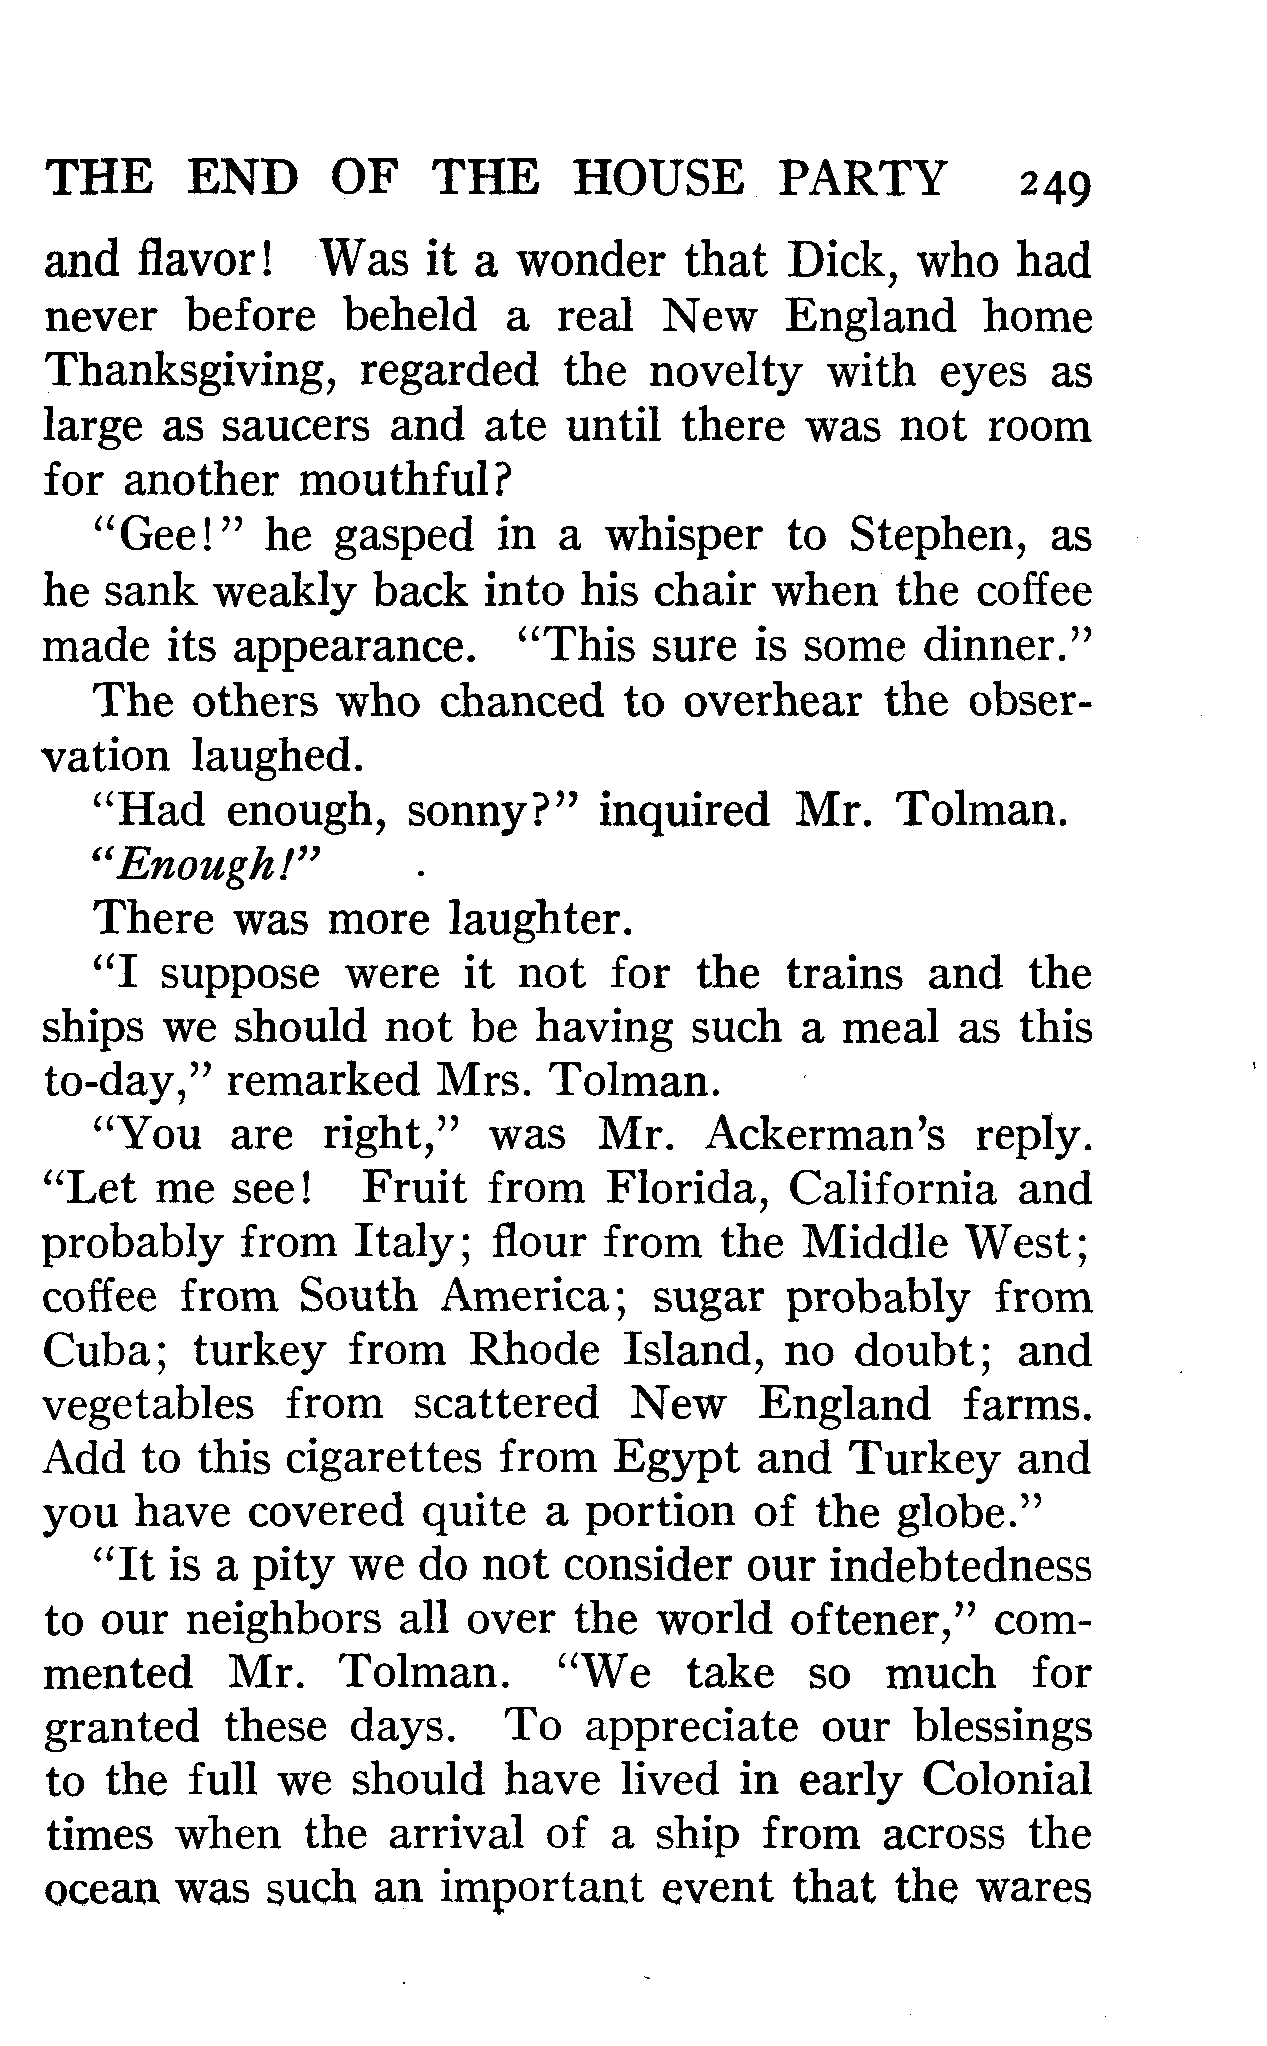 THE END OF THE HOUSE PARTY 249
and flavor! Was it a wonder that Dick, who had
never before beheld a real New England home
Thanksgiving, regarded the novelty with eyes as
large as saucers and ate until there was not room
for another mouthful?
“Gee!” he gasped in a whisper to Stephen, as
he sank weakly back into his chair when the coffee
made its appearance. “This sure is some dinner.”
The others who chanced to overhear the obser-
vation laughed.
“Had enough, sonny?” inquired Mr. Tolman.
“Enough!”
There was more laughter.
“I suppose were it not for the trains and the
ships we should not be having such a meal as this
to-day,” remarked Mrs. Tolman.
“You are right,” was Mr. Ackerman’s reply.
“Let me see! Fruit from Florida, California and
probably from Italy; flour from the Middle West;
coffee from South America; sugar probably from
Cuba; turkey from Rhode Island, no doubt; and
vegetables from scattered New England farms.
Add to this cigarettes from Egypt and Turkey and
you have covered quite a portion of the globe.”
“It is a pity we do not consider our indebtedness
to our neighbors all over the world oftener,” com-
mented Mr. Tolman. “We take so much for
granted these days. To appreciate our blessings
to the full we should have lived in early Colonial
times when the arrival of a ship from across the
ocean was such an important event that the wares